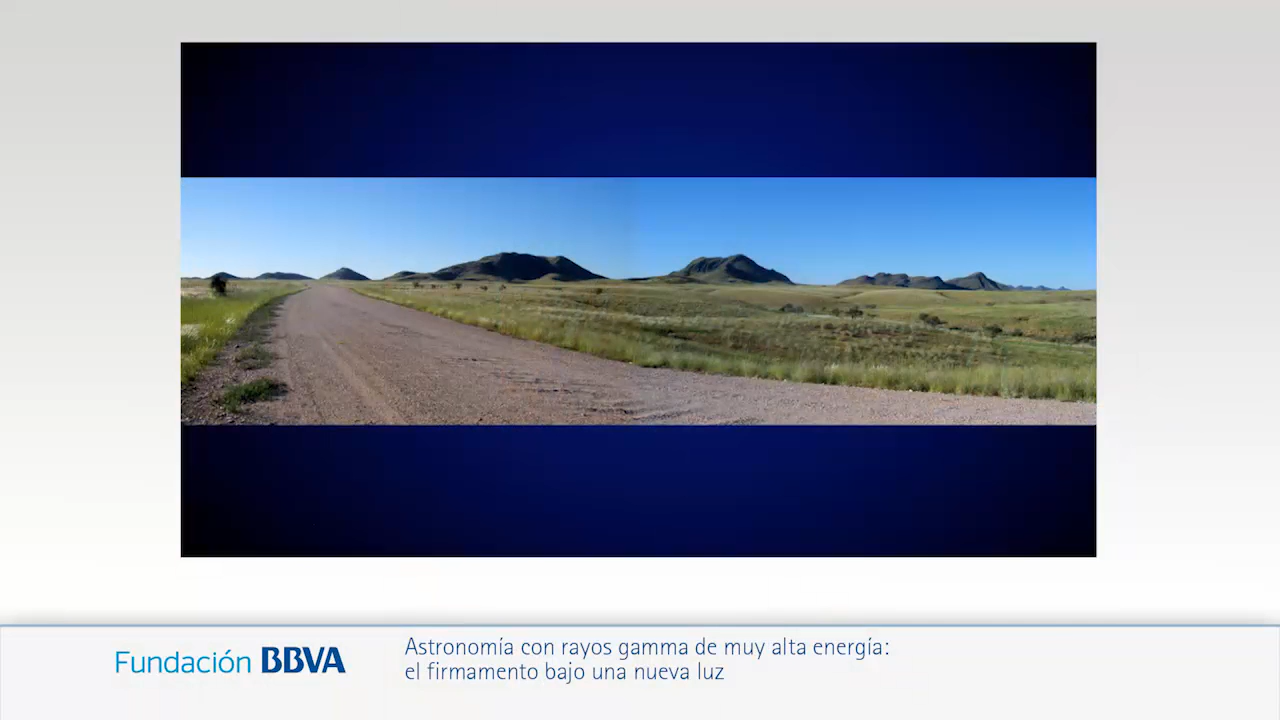 Fundación BBVA
Astronomía con rayos gamma de muy alta energía:
el firmamento bajo una nueva luz